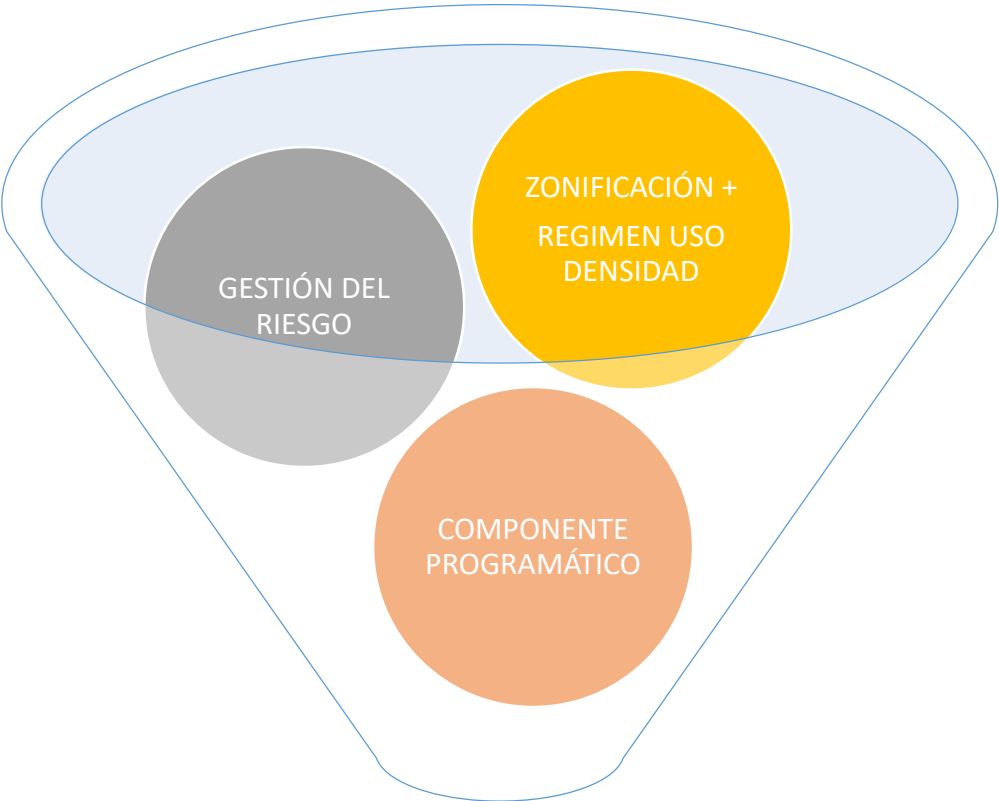 ZONIFICACIÓN +
REGIMEN USO
DENSIDAD
GESTIÓN DEL
RIESGO
COMPONENTE
PROGRAMÁTICO